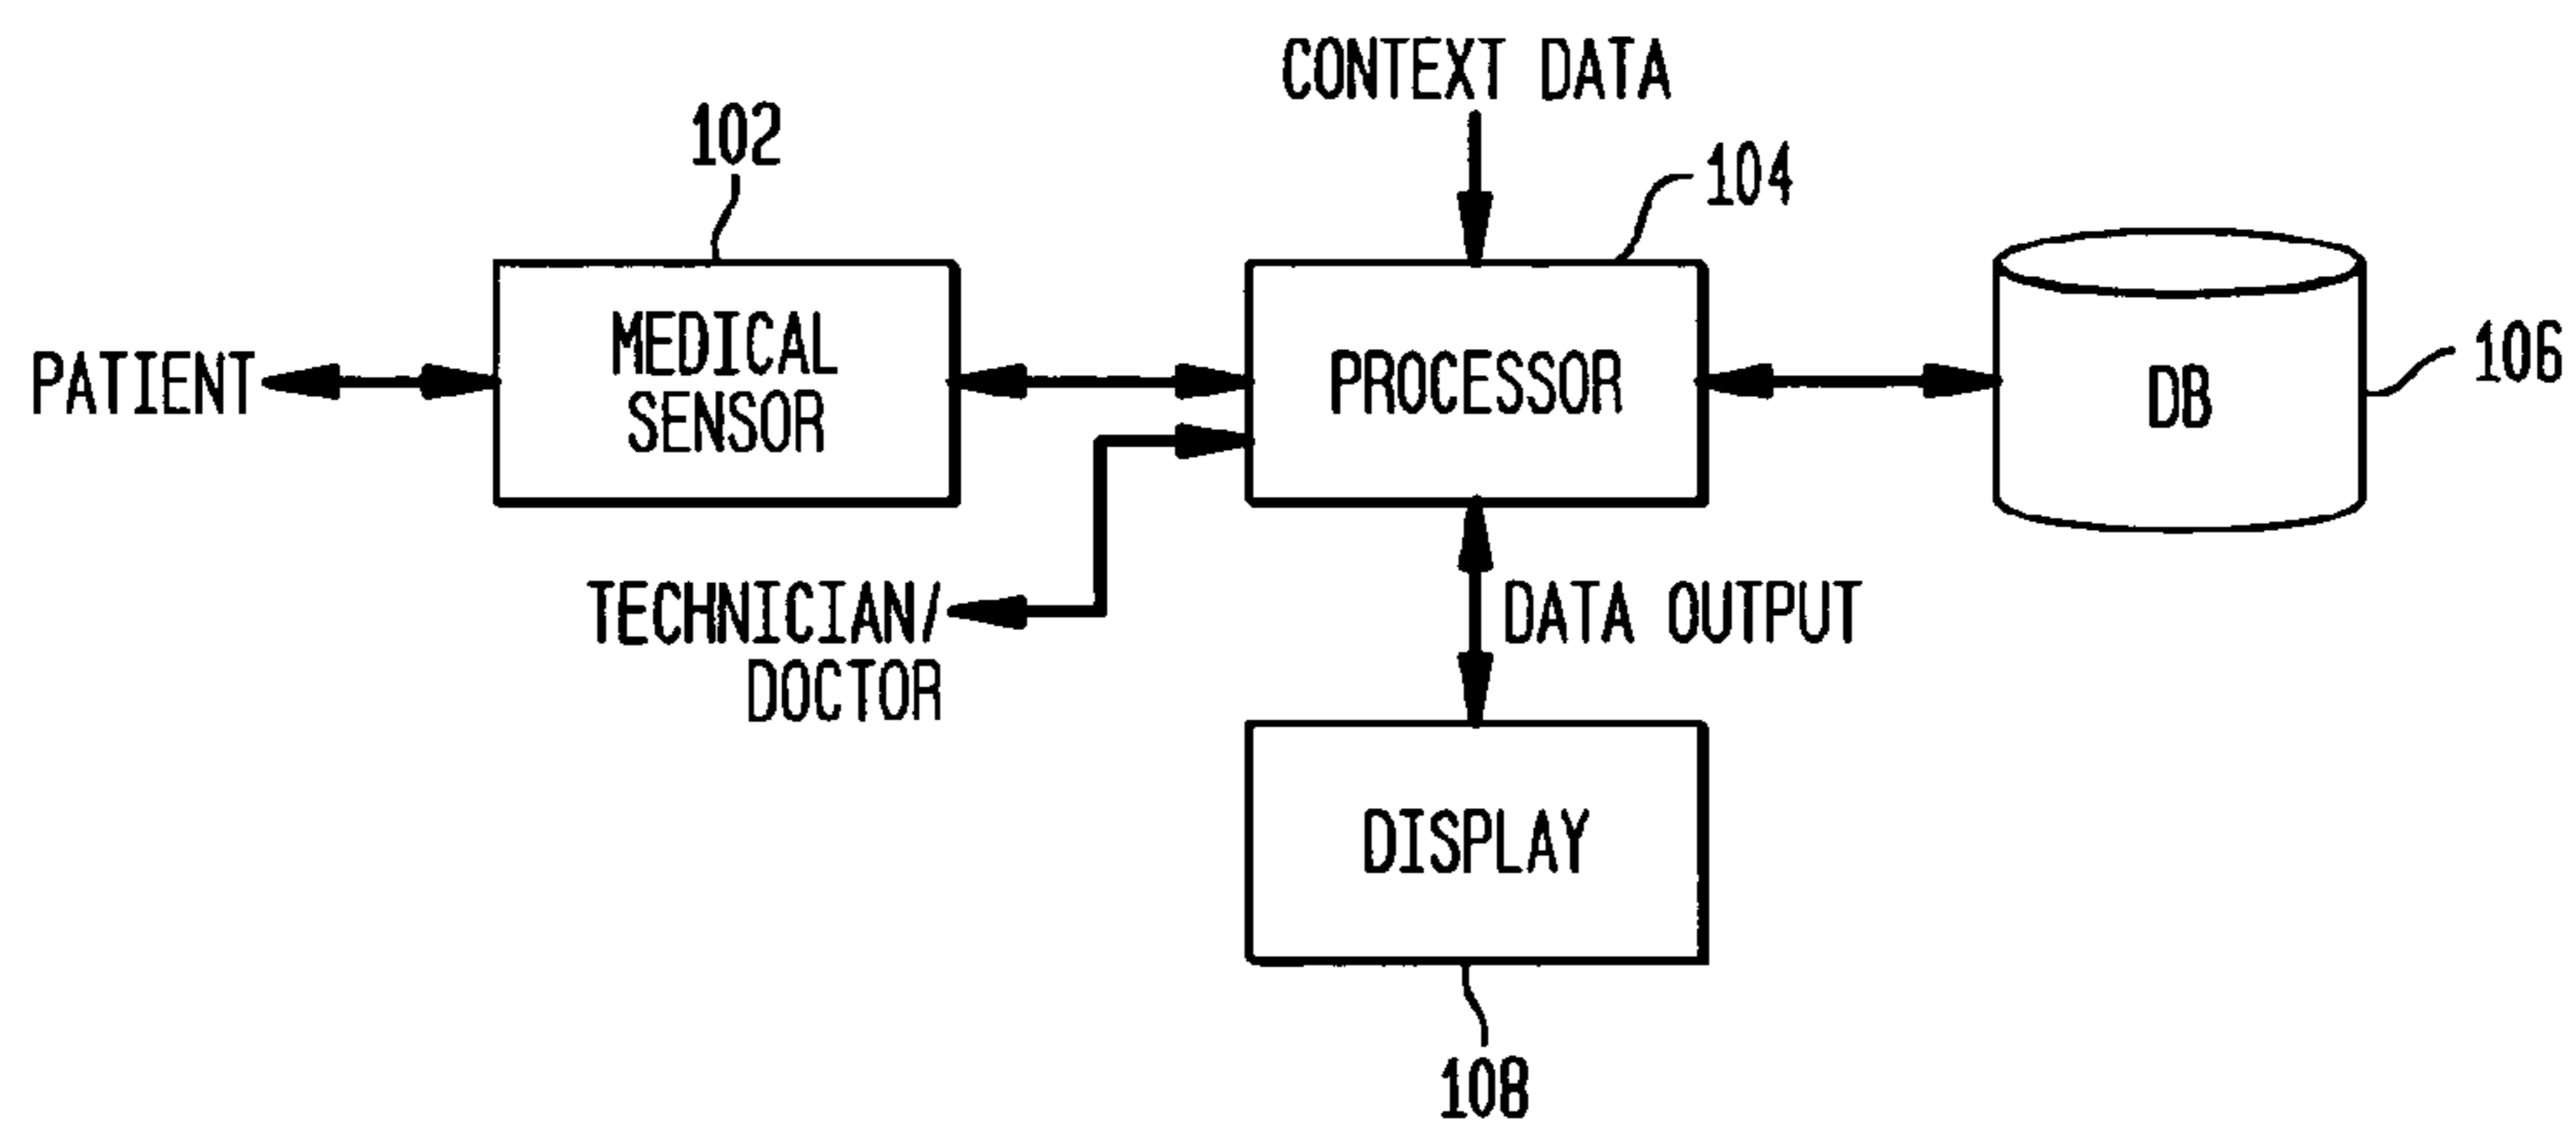 CONTEXT DATA
102
104
MEDICAL
SENSOR
PATIENT
PROCESSOR
DB
106
TECHNICIAN/
DOCTOR
DATA OUTPUT
DISPLAY
108